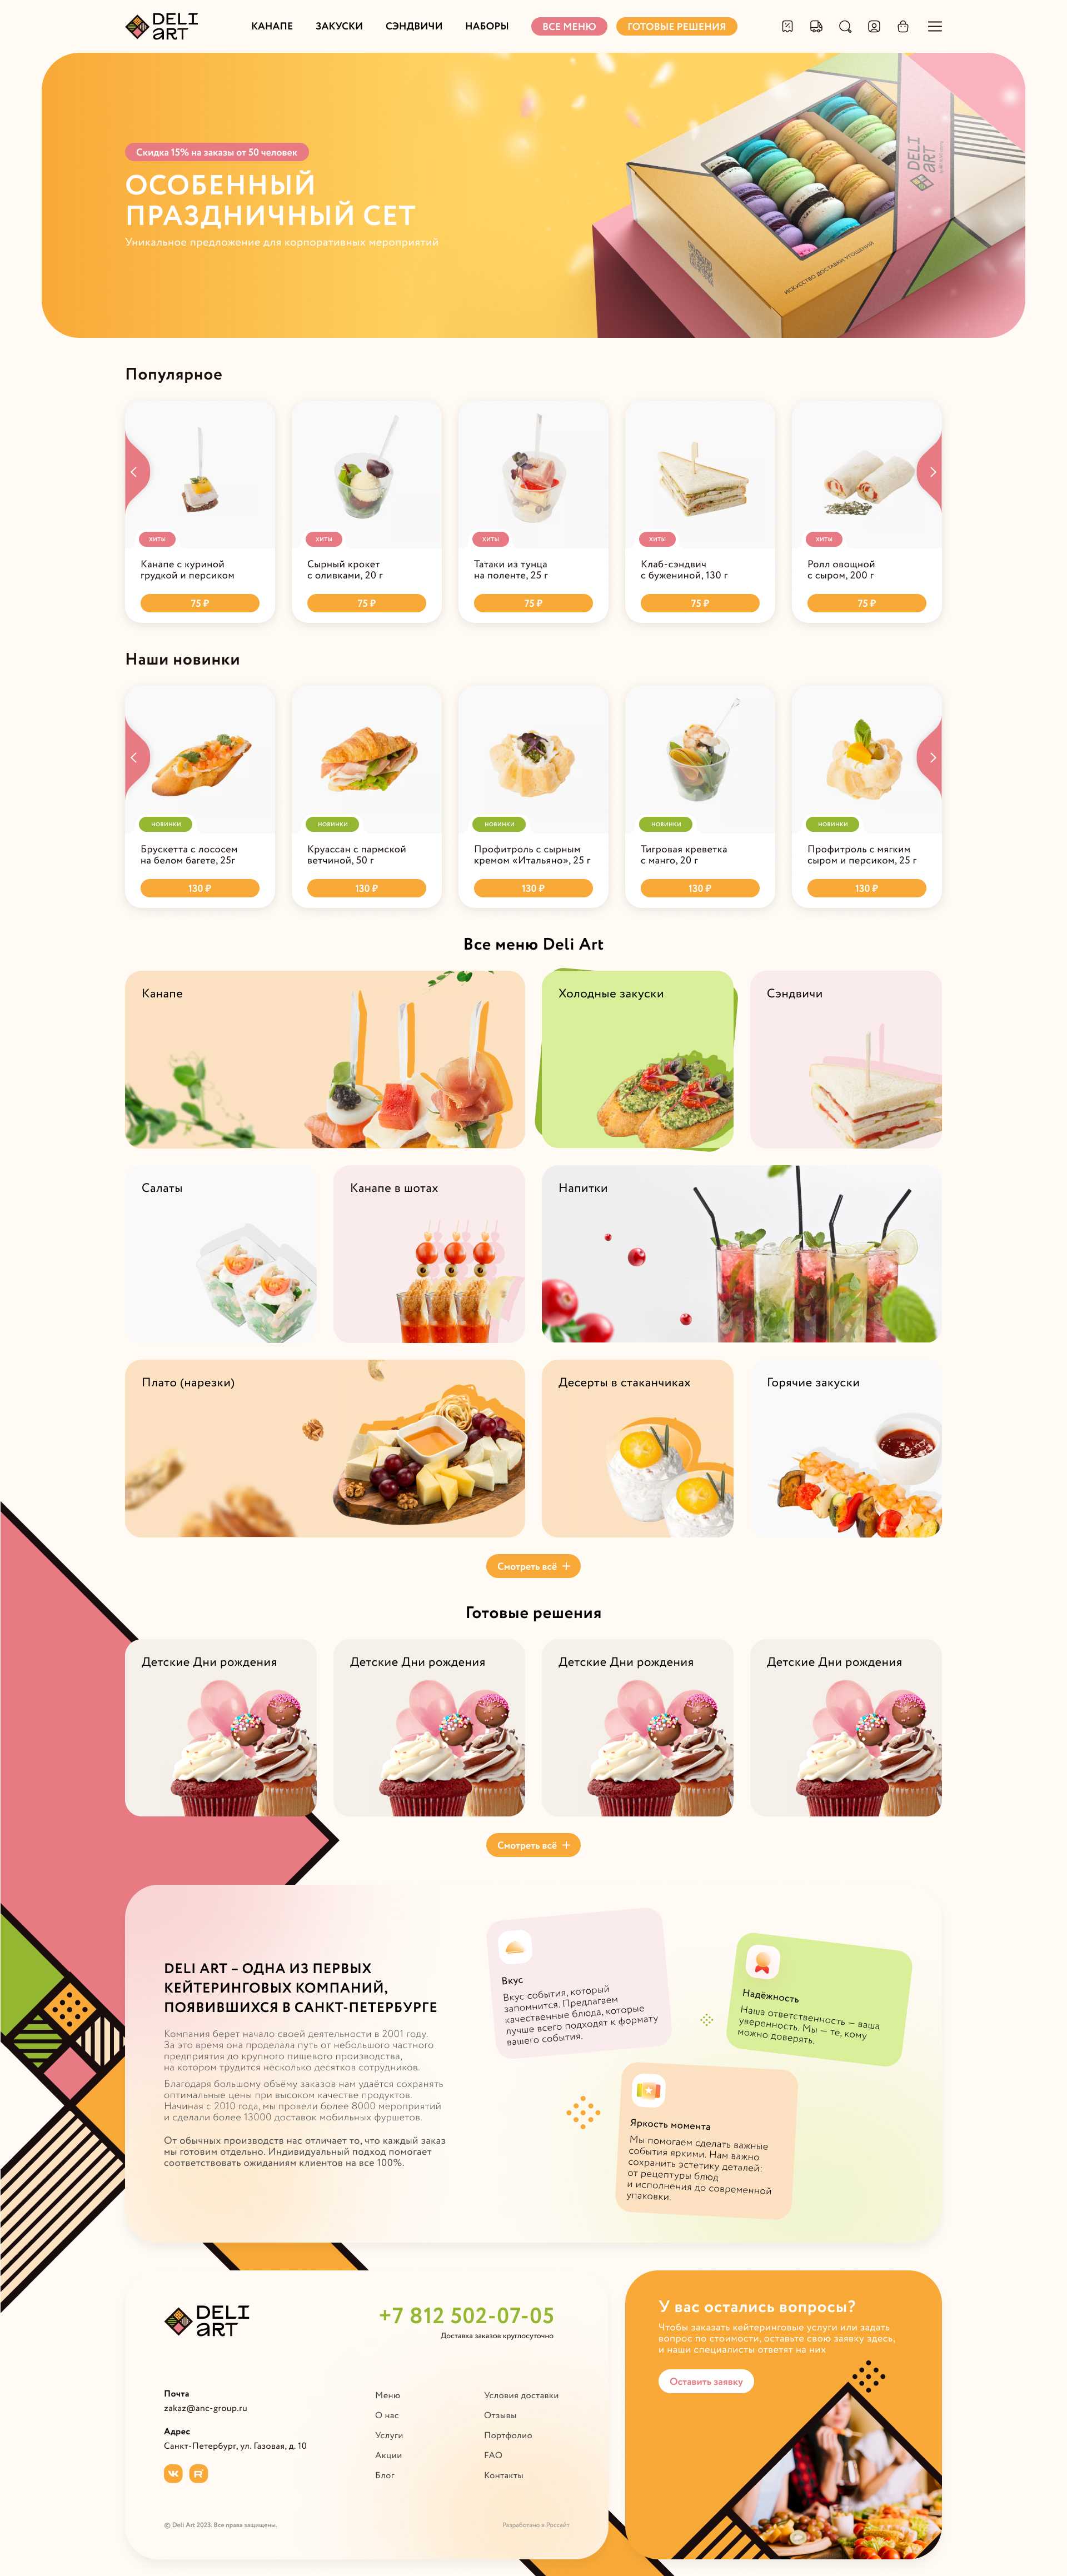 DELI
ART
КАНАПЕ ЗАКУСКИ СЭНДВИЧИ НАБОРЫ ВСЕ МЕНЮ ГОТОВЫЕ РЕШЕНИЯ
Скидка 15% на заказы от 50 человек
ОСОБЕННЫЙ
ПРАЗДНИЧНЫЙ СЕТ
Уникальное предложение для корпоративных мероприятий
DELI
ART
ИСКУССТВО ДОСТАВКИ УГОЩЕНИЙ
Популярное
ХИТЫ
Канапе с куриной
грудкой и персиком
75 ₽
ХИТЫ
Сырный крокет
с оливками, 20 г
75 ₽
ХИТЫ
Татаки из тунца
на поленте, 25 г
75 ₽
ХИТЫ
Клаб-сэндвич
с бужениной, 130 г
75 ₽
ХИТЫ
Ролл овощной
с сыром, 200 г
75 ₽
Наши новинки
НОВИНКИ
Брускетта с лососем
на белом багете, 25г
130 ₽
НОВИНКИ
Круассан с пармской
ветчиной, 50 г
130 ₽
НОВИНКИ
Профитроль с сырным
кремом «Итальяно», 25 г
130 ₽
НОВИНКИ
Тигровая креветка
с манго, 20 г
130 ₽
НОВИНКИ
Профитроль с мягким
сыром и персиком, 25 г
130 ₽
Все меню Deli Art
Канапе
Холодные закуски
Сэндвичи
Салаты
Канапе в шотах
Напитки
Плато (нарезки)
Десерты в стаканчиках
Горячие закуски
Смотреть всё +
Готовые решения
Детские Дни рождения
Детские Дни рождения
Детские Дни рождения
Детские Дни рождения
Смотреть всё +
DELI ART – ОДНА ИЗ ПЕРВЫХ
КЕЙТЕРИНГОВЫХ КОМПАНИЙ,
ПОЯВИВШИХСЯ В САНКТ-ПЕТЕРБУРГЕ
Компания берет начало своей деятельности в 2001 году.
За это время она проделала путь от небольшого частного
предприятия до крупного пищевого производства,
на котором трудится несколько десятков сотрудников.
Благодаря большому объёму заказов нам удаётся сохранять
оптимальные цены при высоком качестве продуктов.
Начиная с 2010 года, мы провели более 8000 мероприятий
и сделали более 13000 доставок мобильных фуршетов.
От обычных производств нас отличает то, что каждый заказ
мы готовим отдельно. Индивидуальный подход помогает
соответствовать ожиданиям клиентов на все 100%.
Вкус
Вкус события, который
запомнится. Предлагаем
качественные блюда, которые
лучше всего подходят к формату
вашего события.
Надёжность
Наша ответственность — ваша
уверенность. Мы — те, кому
можно доверять.
Яркость момента
Мы помогаем сделать важные
события яркими. Нам важно
сохранить эстетику деталей:
от рецептуры блюд
и исполнения до современной
упаковки.
DELI
ART
+7 812 502-07-05
Доставка заказов круглосуточно
Почта
zakaz@anc-group.ru
Адрес
Санкт-Петербург, ул. Газовая, д. 10
Меню
О нас
Услуги
Акции
Блог
Условия доставки
Отзывы
Портфолио
FAQ
Контакты
© Deli Art 2023. Все права защищены.
Разработано в Россайт
У вас остались вопросы?
Чтобы заказать кейтеринговые услуги или задать
вопрос по стоимости, оставьте свою заявку здесь,
и наши специалисты ответят на них
Оставить заявку